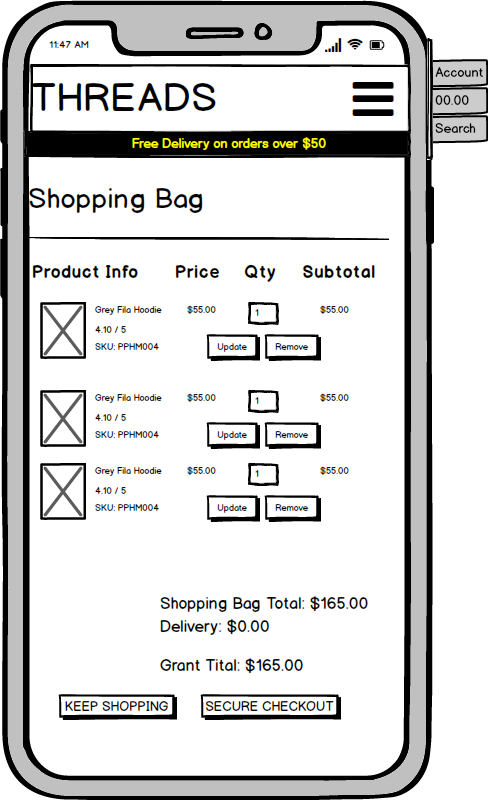 11:47 AM
Account
THREADS
00.00
Search
Free Delivery on orders over $50
Shopping Bag
Product Info Price Qty Subtotal
Grey Fila Hoodie $55.00 1 $55.00
4.10 / 5
SKU: PPHM004 Update Remove
Grey Fila Hoodie $55.00 1 $55.00
4.10 / 5
SKU: PPHM004 Update Remove
Grey Fila Hoodie $55.00 1 $55.00
4.10 / 5
SKU: PPHM004 Update Remove
Shopping Bag Total: $165.00
Delivery: $0.00
Grant Tital: $165.00
KEEP SHOPPING SECURE CHECKOUT